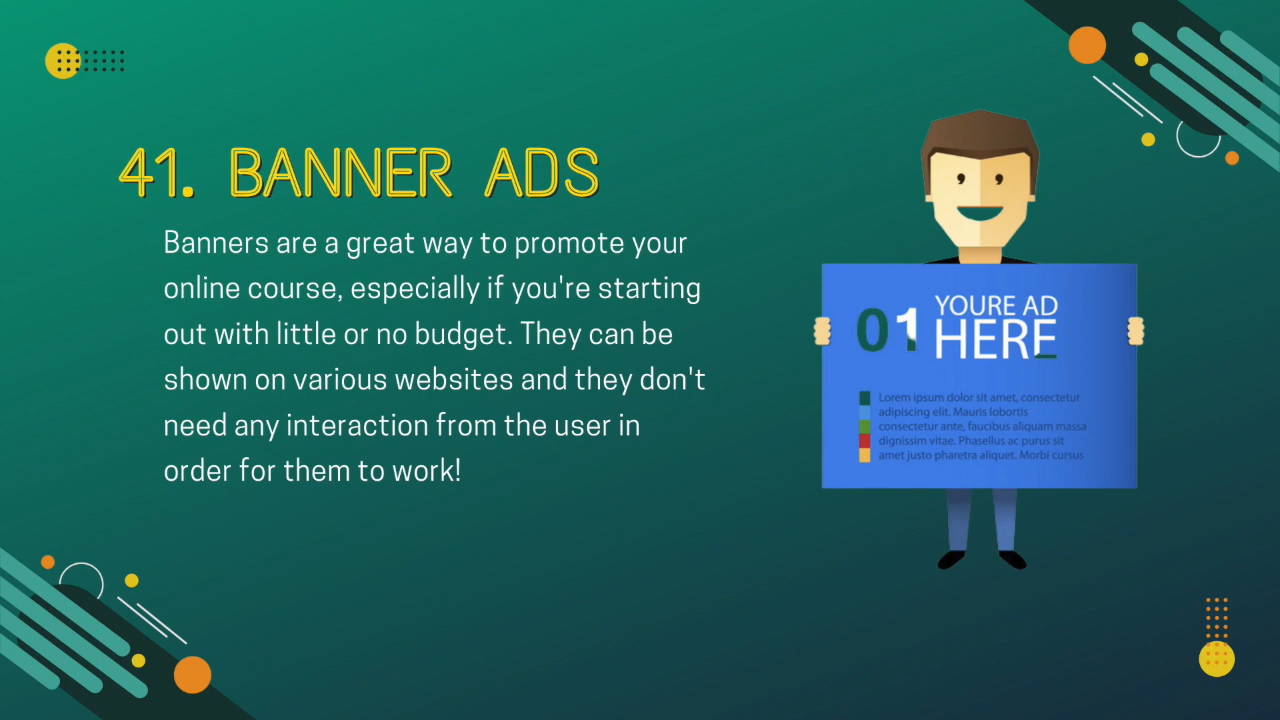 41. BANNER ADS
Banners are a great way to promote your
online course, especially if you're starting
out with little or no budget. They can be
shown on various websites and they don't
need any interaction from the user in
order for them to work!
01
YOURE AD
HERE
Lorem ipsum dolor sit amet, consectetur
adipiscing elit. Mauris lobortis
consectetur ante, faucibus aliquam massa
dignissim vitae. Phasellus ac purus sit
amet justo pharetra aliquet. Morbi cursus